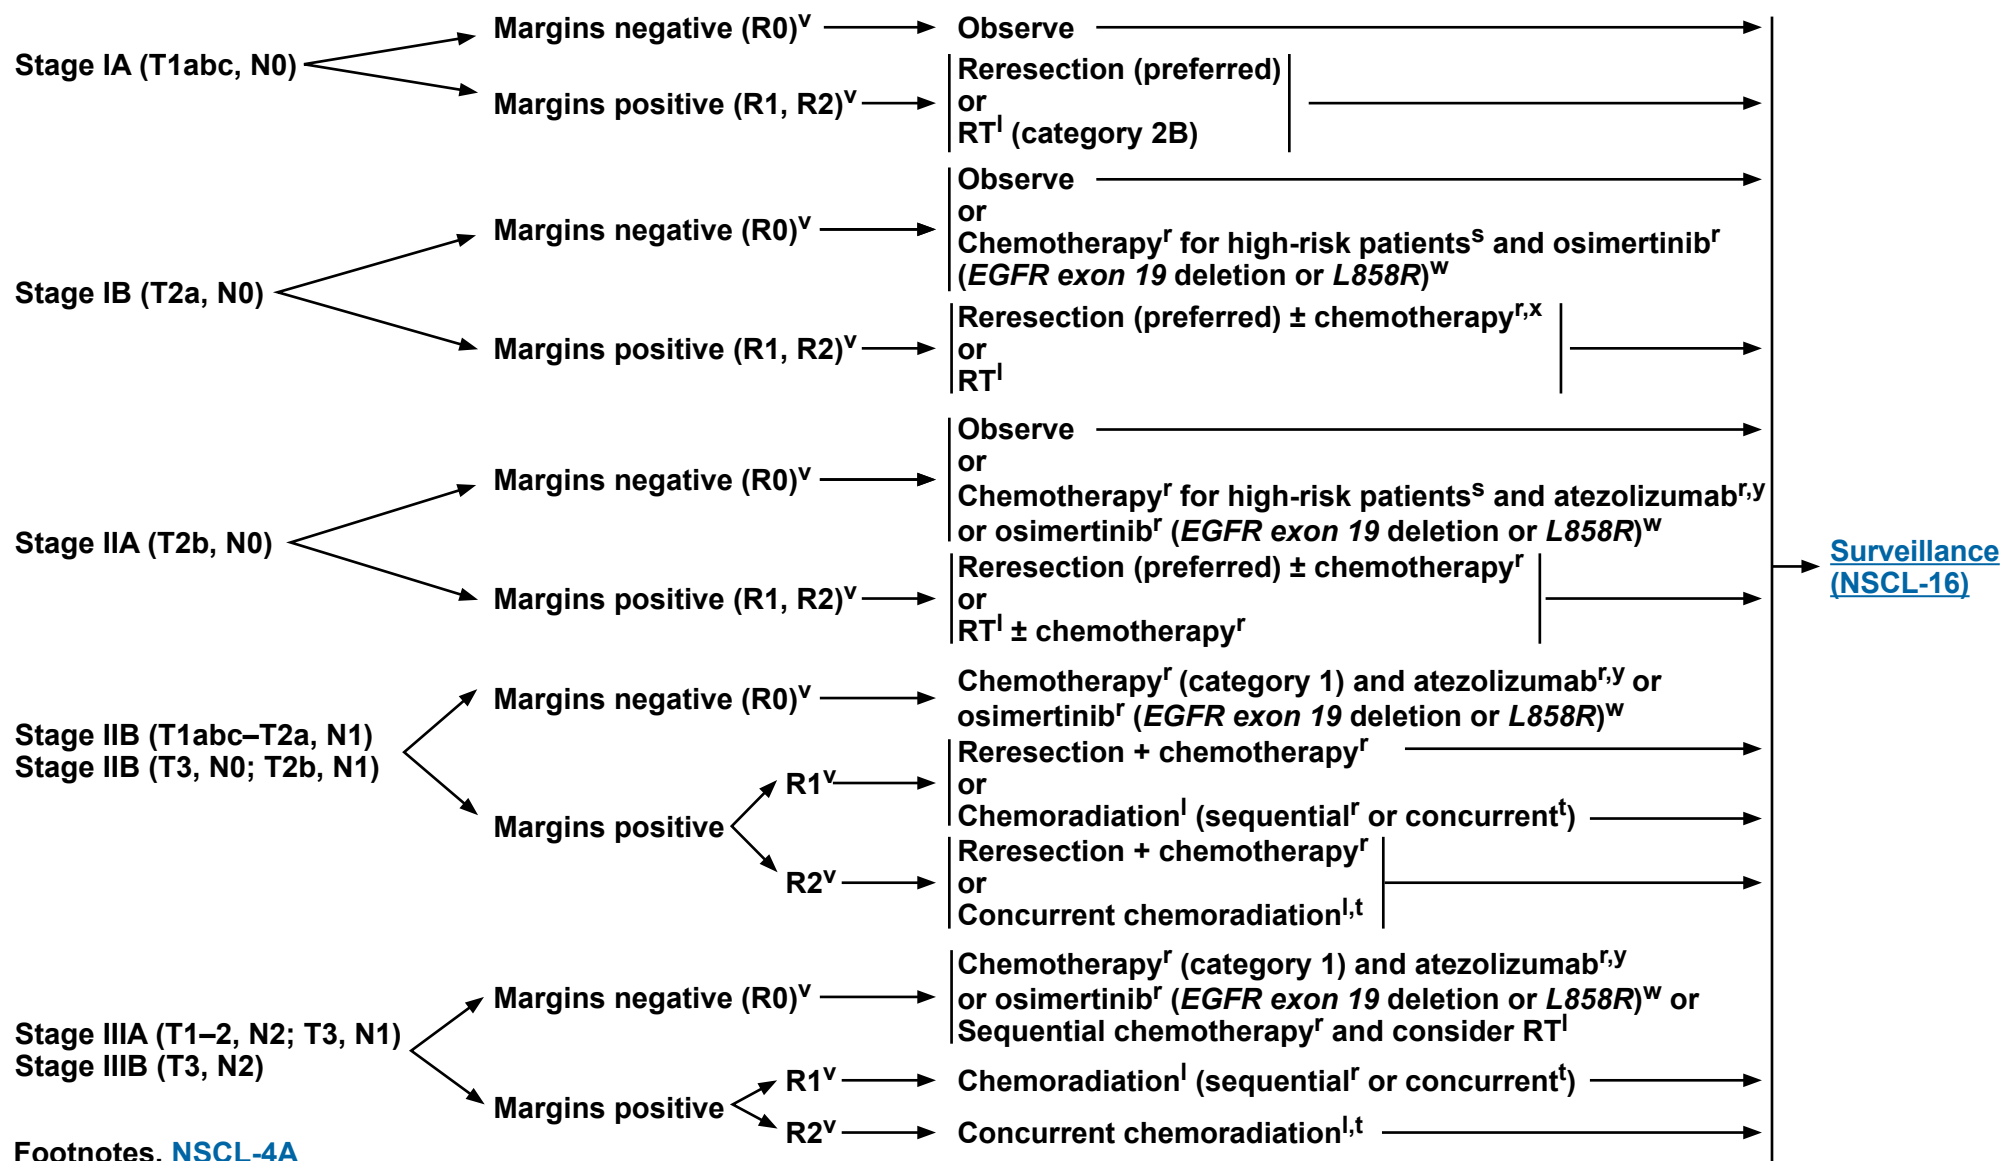 Stage IA (T1abc, N0)
Margins negative (R0)v
Observe
Margins positive (R1, R2)v
Reresection (preferred)
or
RTl (category 2B)
Stage IB (T2a, N0)
Margins negative (R0)v
Observe
or
Chemotherapyr for high-risk patientss and osimertinibr
(EGFR exon 19 deletion or L858R)w
Margins positive (R1, R2)v
Reresection (preferred) ± chemotherapyr,x
or
RTl
Stage IIA (T2b, N0)
Margins negative (R0)v
Observe
or
Chemotherapyr for high-risk patientss and atezolizumabr,y
or osimertinibr (EGFR exon 19 deletion or L858R)w
Margins positive (R1, R2)v
Reresection (preferred) ± chemotherapyr
or
RTl ± chemotherapyr
Stage IIB (T1abc–T2a, N1)
Stage IIB (T3, N0; T2b, N1)
Margins negative (R0)v
Chemotherapyr (category 1) and atezolizumabr,y or
osimertinibr (EGFR exon 19 deletion or L858R)w
Margins positive
R1v
Reresection + chemotherapyr
or
Chemoradiationl (sequentialr or concurrentt)
R2v
Reresection + chemotherapyr
or
Concurrent chemoradiationl,t
Stage IIIA (T1–2, N2; T3, N1)
Stage IIIB (T3, N2)
Margins negative (R0)v
Chemotherapyr (category 1) and atezolizumabr,y
or osimertinibr (EGFR exon 19 deletion or L858R)w or
Sequential chemotherapyr and consider RTl
Margins positive
R1v
Chemoradiationl (sequentialr or concurrentt)
R2v
Concurrent chemoradiationl,t
Surveillance
(NSCL-16)
Footnotes, NSCL-4A